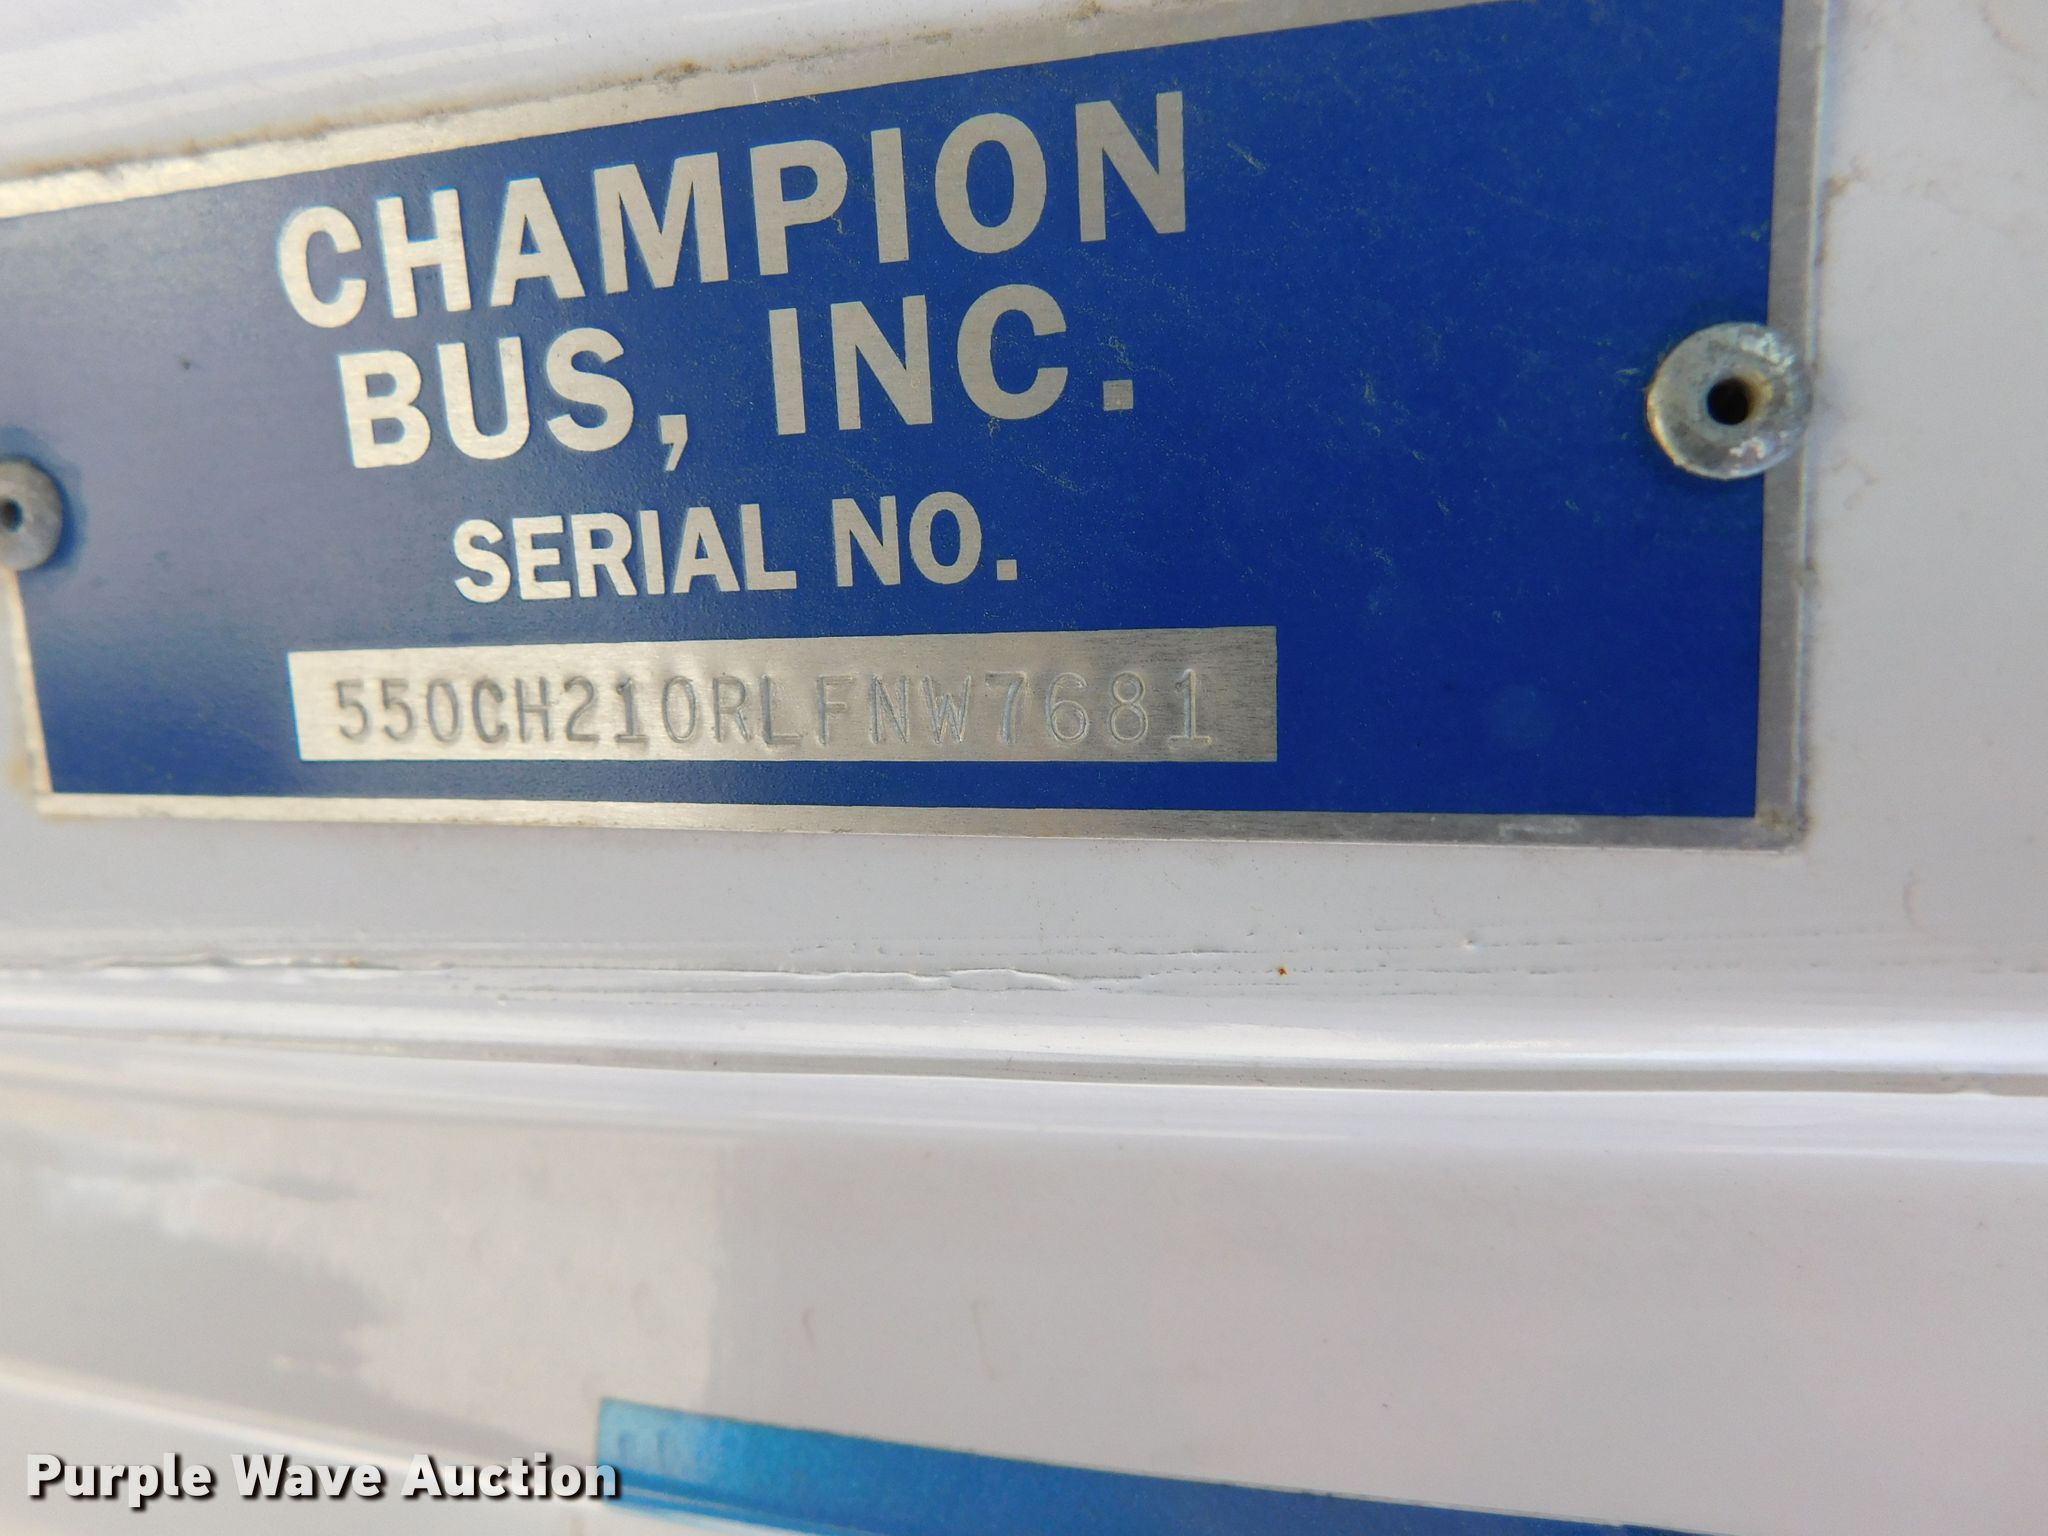 CHAMPION
BUS, INC.
SERIAL NO.
550CH210RLFNW7681
Purple Wave Auction